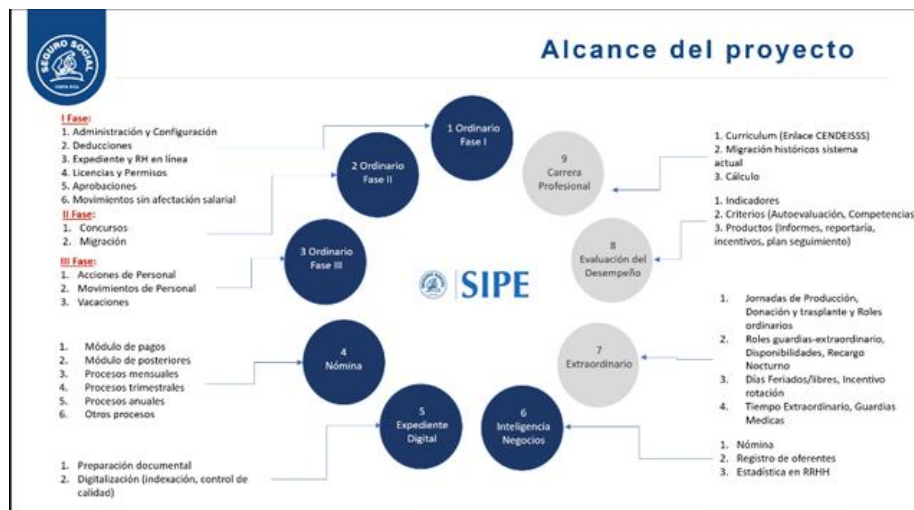 SEGURO SOCIAL
COSTA RICA
Alcance del proyecto
I Fase:
1. Administración y Configuración
2. Deducciones
3. Expediente y RH en línea
4. Licencias y Permisos
5. Aprobaciones
6. Movimientos sin afectación salarial
II Fase:
1. Concursos
2. Migración
III Fase:
1. Acciones de Personal
2. Movimientos de Personal
3. Vacaciones
1. Módulo de pagos
2. Módulo de posteriores
3. Procesos mensuales
4. Procesos trimestrales
5. Procesos anuales
6. Otros procesos
1. Preparación documental
2. Digitalización (indexación, control de
calidad)
1 Ordinario
Fase I
2 Ordinario
Fase II
3 Ordinario
Fase III
4
Nómina
5
Expediente
Digital
6
Inteligencia
Negocios
7
Extraordinario
8
Evaluación del
Desempeño
9
Carrera
Profesional
SIPE
1. Curriculum (Enlace CENDEISSS)
2. Migración históricos sistema
actual
3. Cálculo
1. Indicadores
2. Criterios (Autoevaluación, Competencias)
3. Productos (Informes, reportaría,
incentivos, plan seguimiento)
1. Jornadas de Producción,
Donación y trasplante y Roles
ordinarios
2. Roles guardias-extraordinario,
Disponibilidades, Recargo
Nocturno
3. Días Feriados/libres, Incentivo
rotación
4. Tiempo Extraordinario, Guardias
Medicas
1. Nómina
2. Registro de oferentes
3. Estadística en RRHH